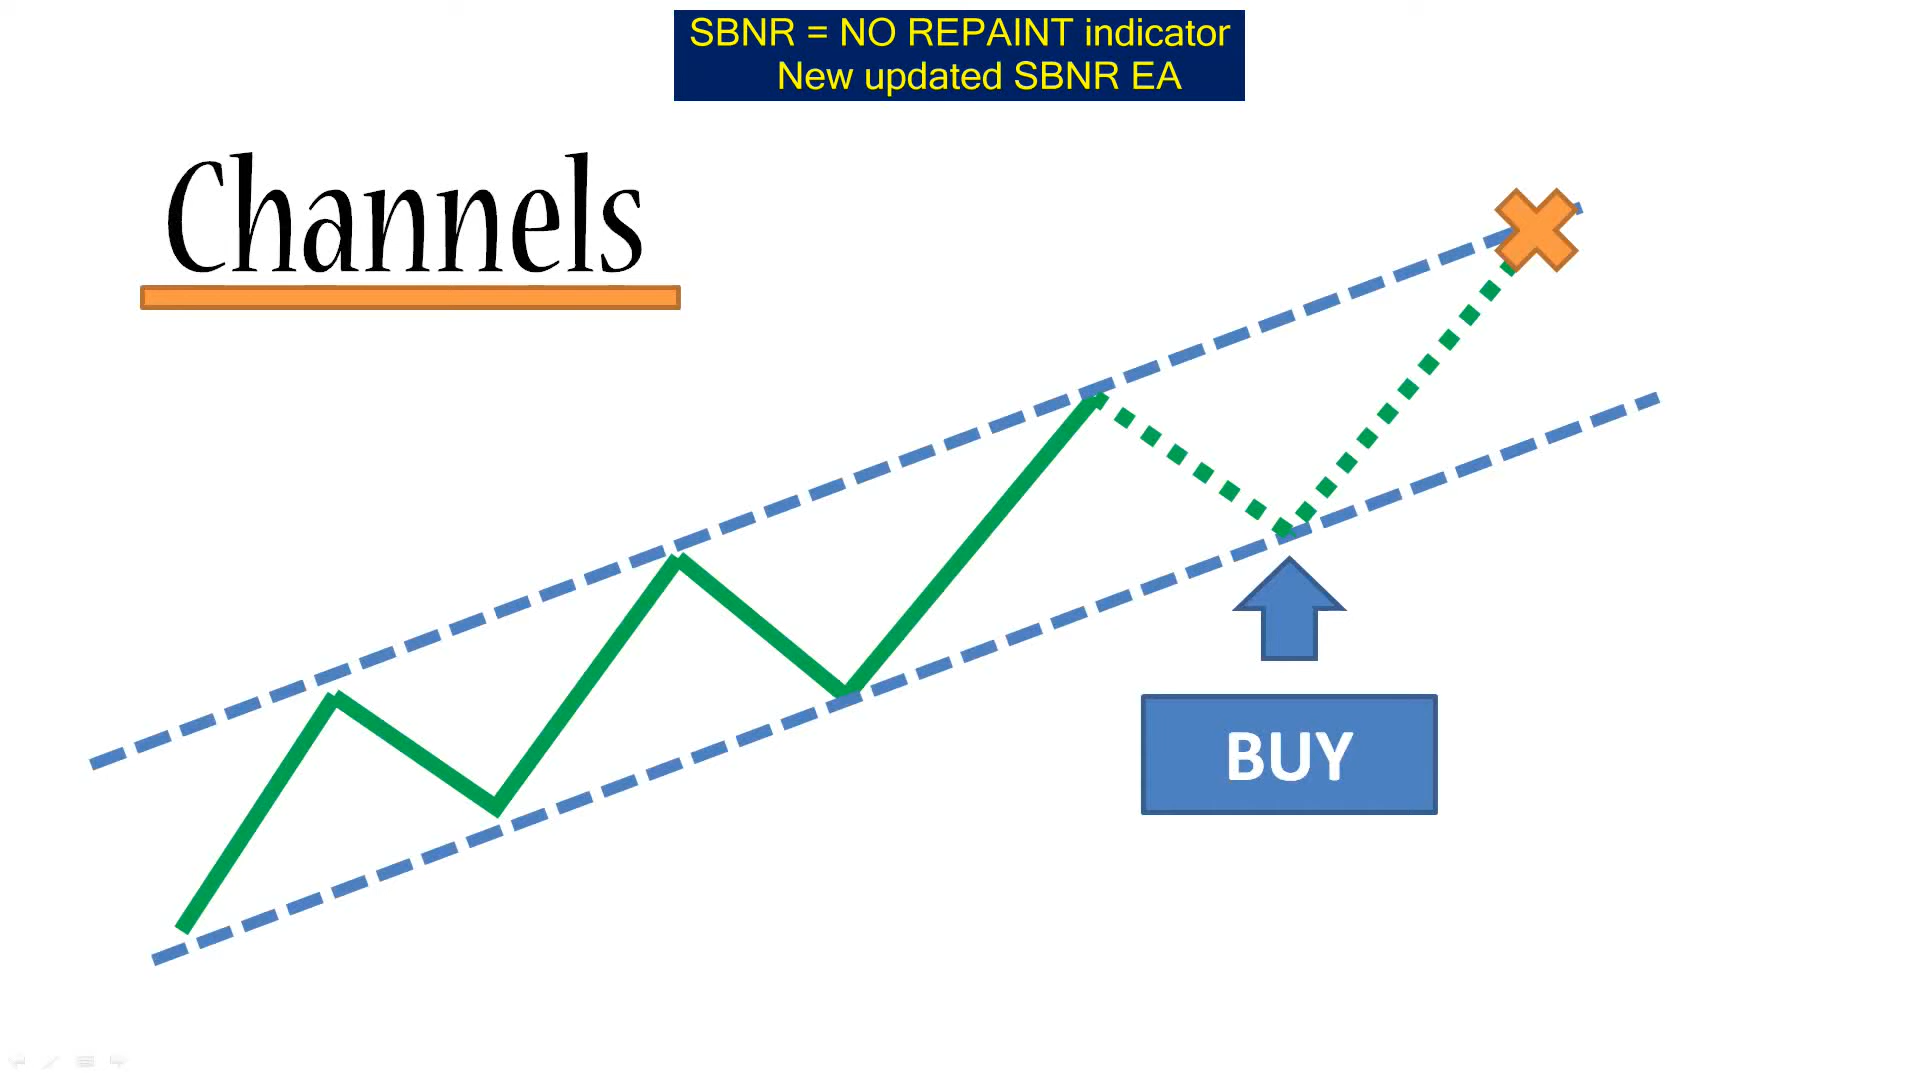 SBNR = NO REPAINT indicator
New updated SBNR EA
Channels
BUY